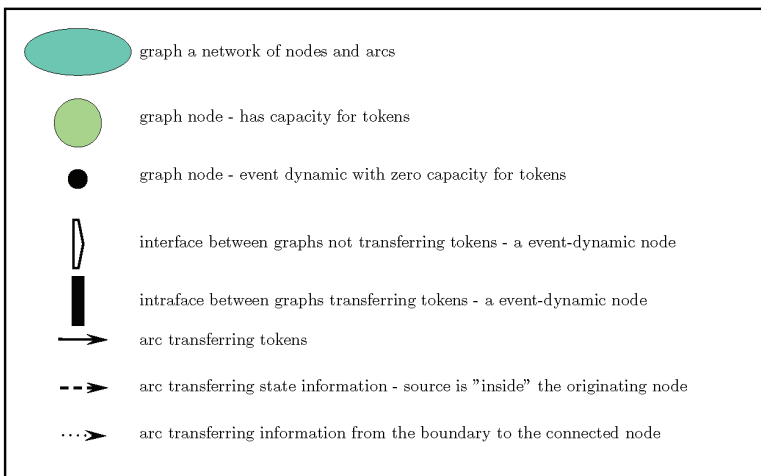 graph a network of nodes and arcs
graph node - has capacity for tokens
graph node - event dynamic with zero capacity for tokens
interface between graphs not transferring tokens - a event-dynamic node
intraface between graphs transferring tokens - a event-dynamic node
arc transferring tokens
arc transferring state information - source is "inside" the originating node
arc transferring information from the boundary to the connected node